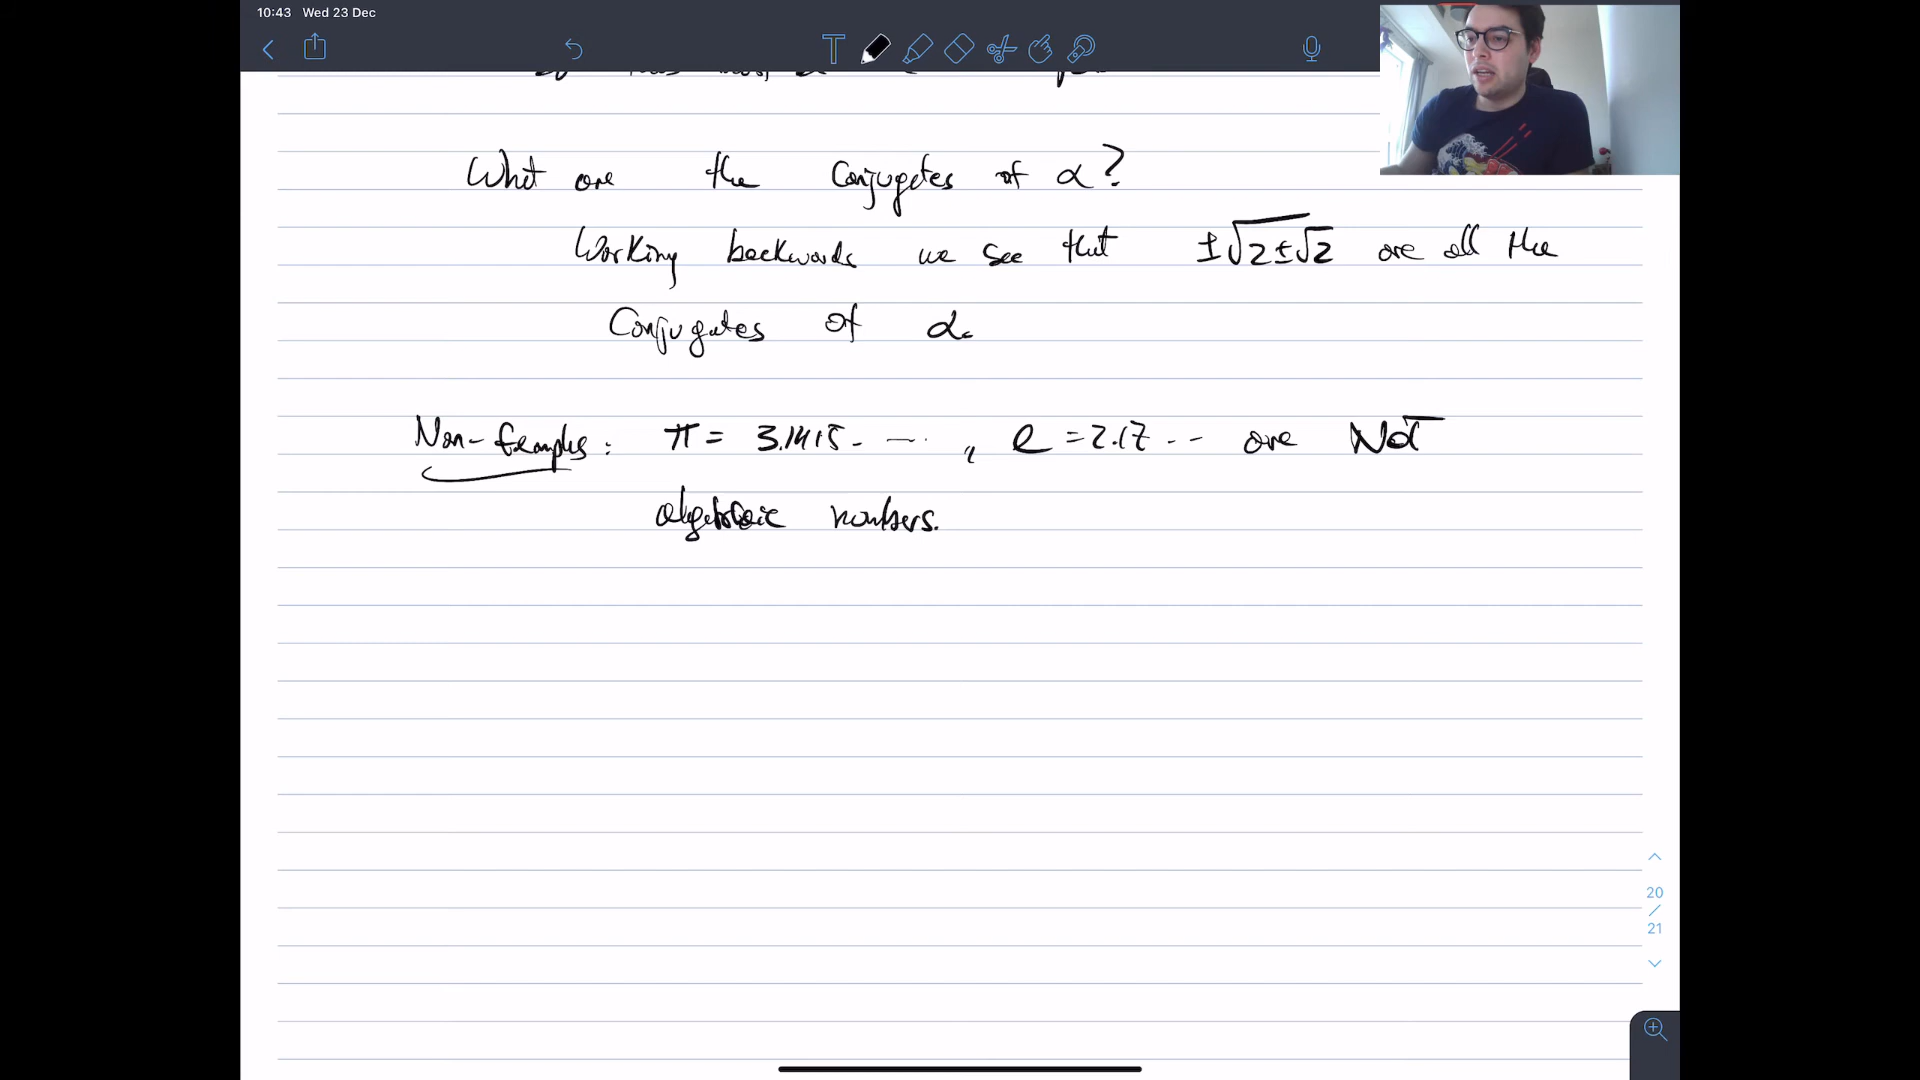 10:43 Wed 23 Dec
T
What are the Conjugates of α?
Working backwards we see that ±√2±√2 are all the
Conjugates of α.
Non-Examples: π = 3.1415- ---, e = 2.17 -- are NOT
algebraic numbers.
20
/
21